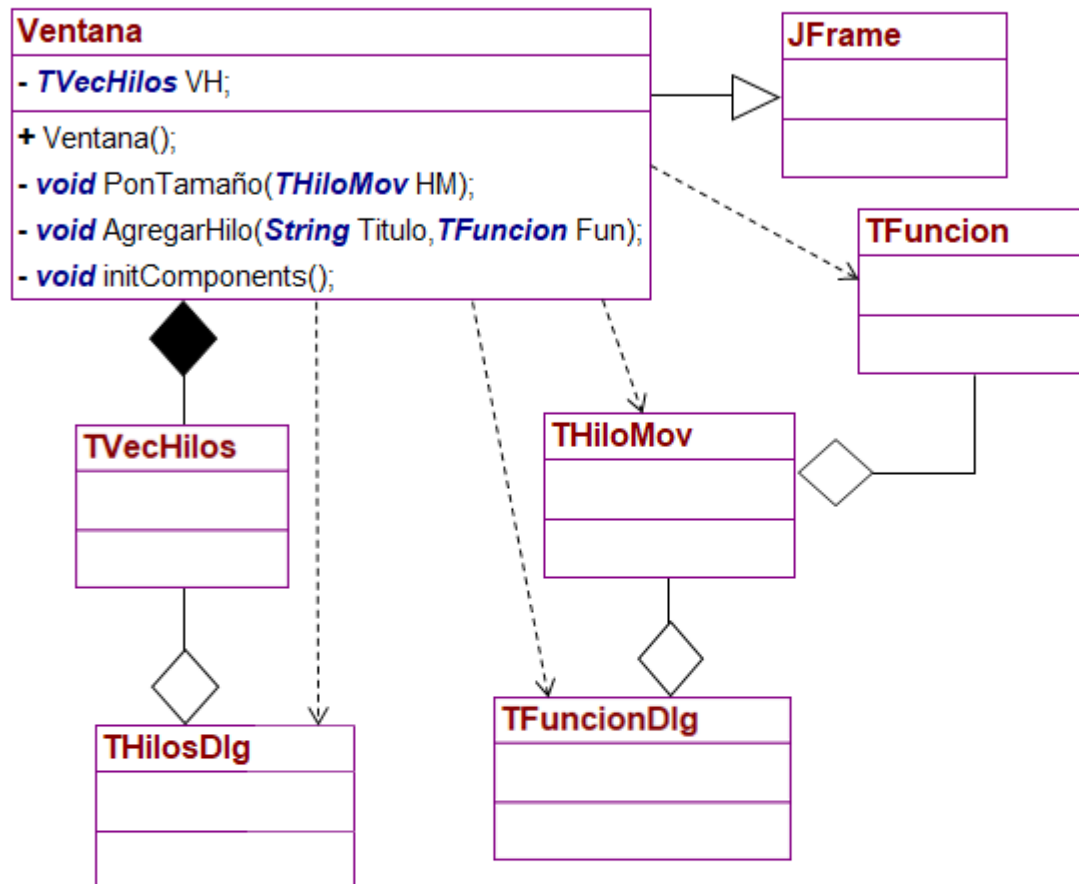 Ventana
- TVecHilos VH;
+ Ventana();
- void PonTamaño(THiloMov HM);
- void AgregarHilo(String Titulo,TFuncion Fun);
- void initComponents();
JFrame
TFuncion
THiloMov
TVecHilos
TFuncionDlg
THilosDlg